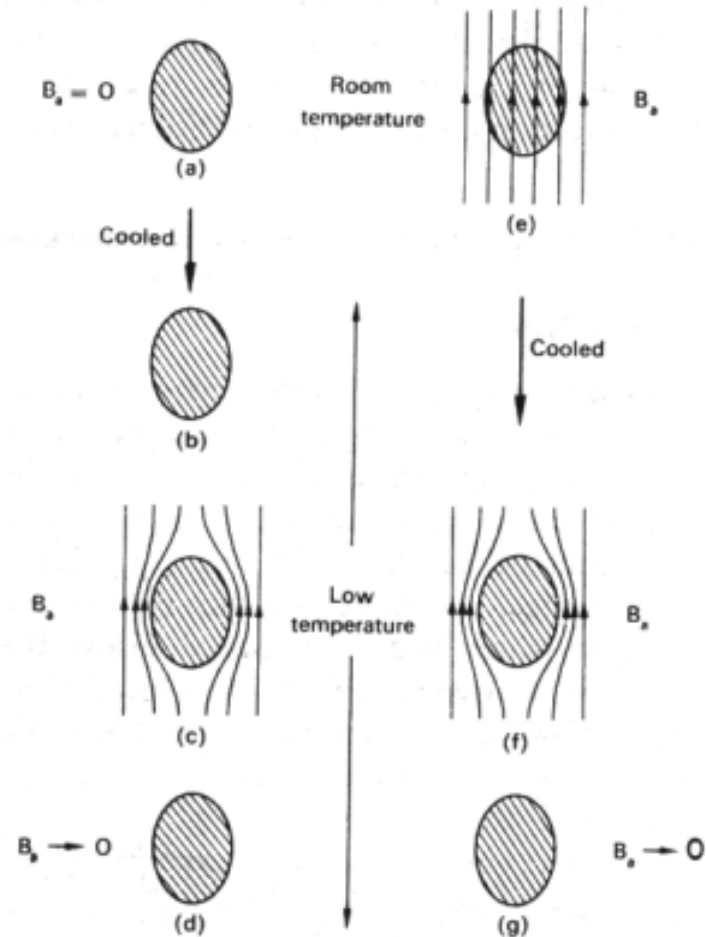 Bₐ = O
(a)
Room
temperature
Bₐ
(e)
Cooled
(b)
Cooled
Bₐ
(c)
Low
temperature
Bₐ
(f)
Bₐ → O
(d)
Bₐ → O
(g)